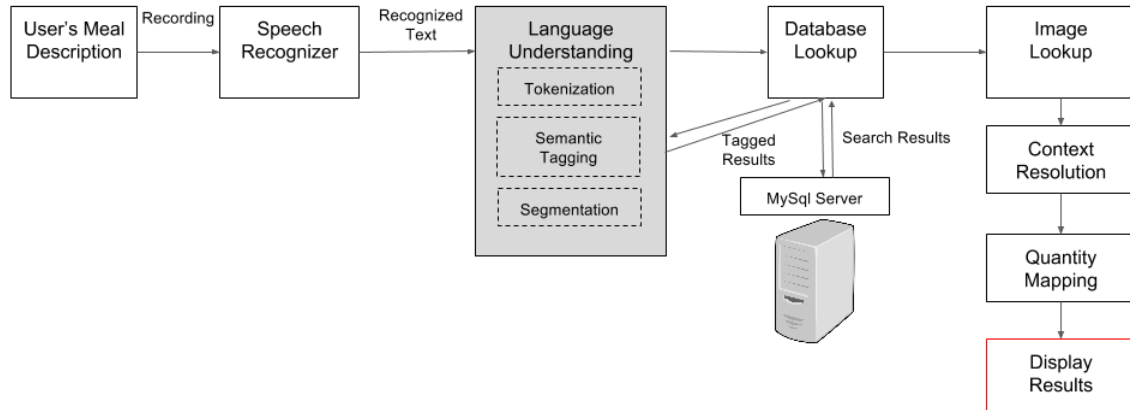 User's Meal
Description
Recording
Speech
Recognizer
Recognized
Text
Language
Understanding
Tokenization
Semantic
Tagging
Segmentation
Database
Lookup
Tagged
Results
Search Results
MySql Server
Image
Lookup
Context
Resolution
Quantity
Mapping
Display
Results